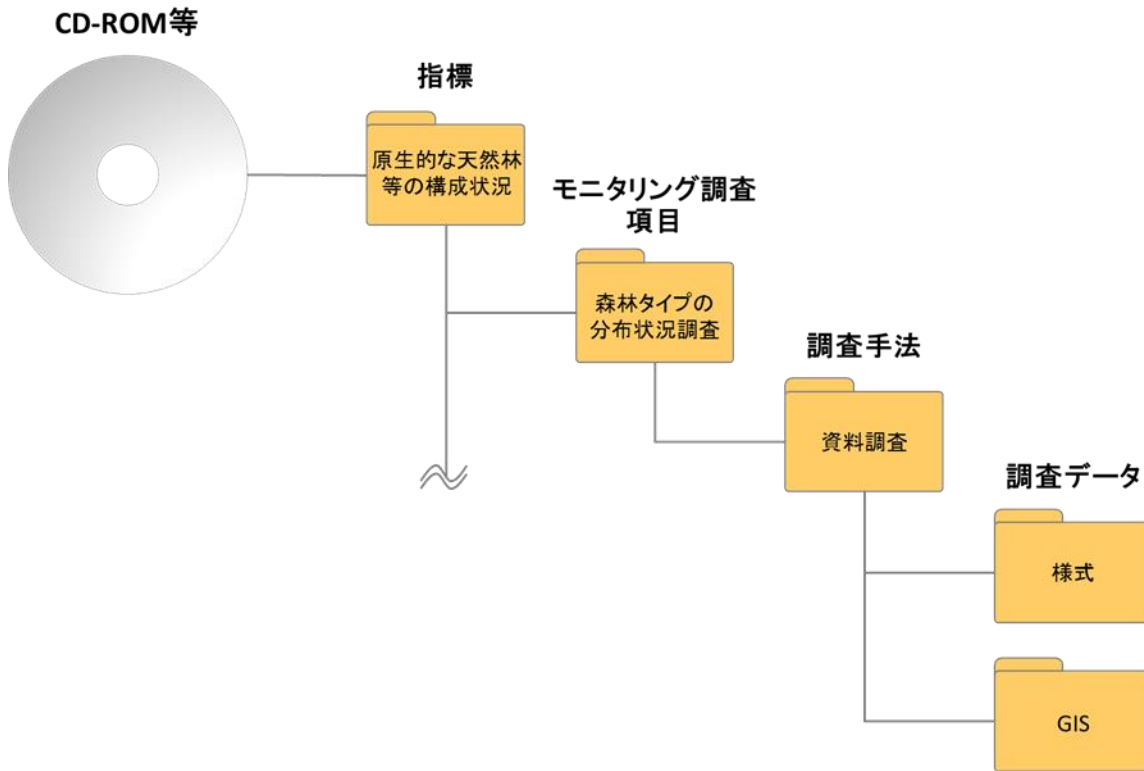 CD-ROM等
指標
原生的な天然林
等の構成状況
モニタリング調査
項目
森林タイプの
分布状況調査
調査手法
資料調査
調査データ
様式
GIS